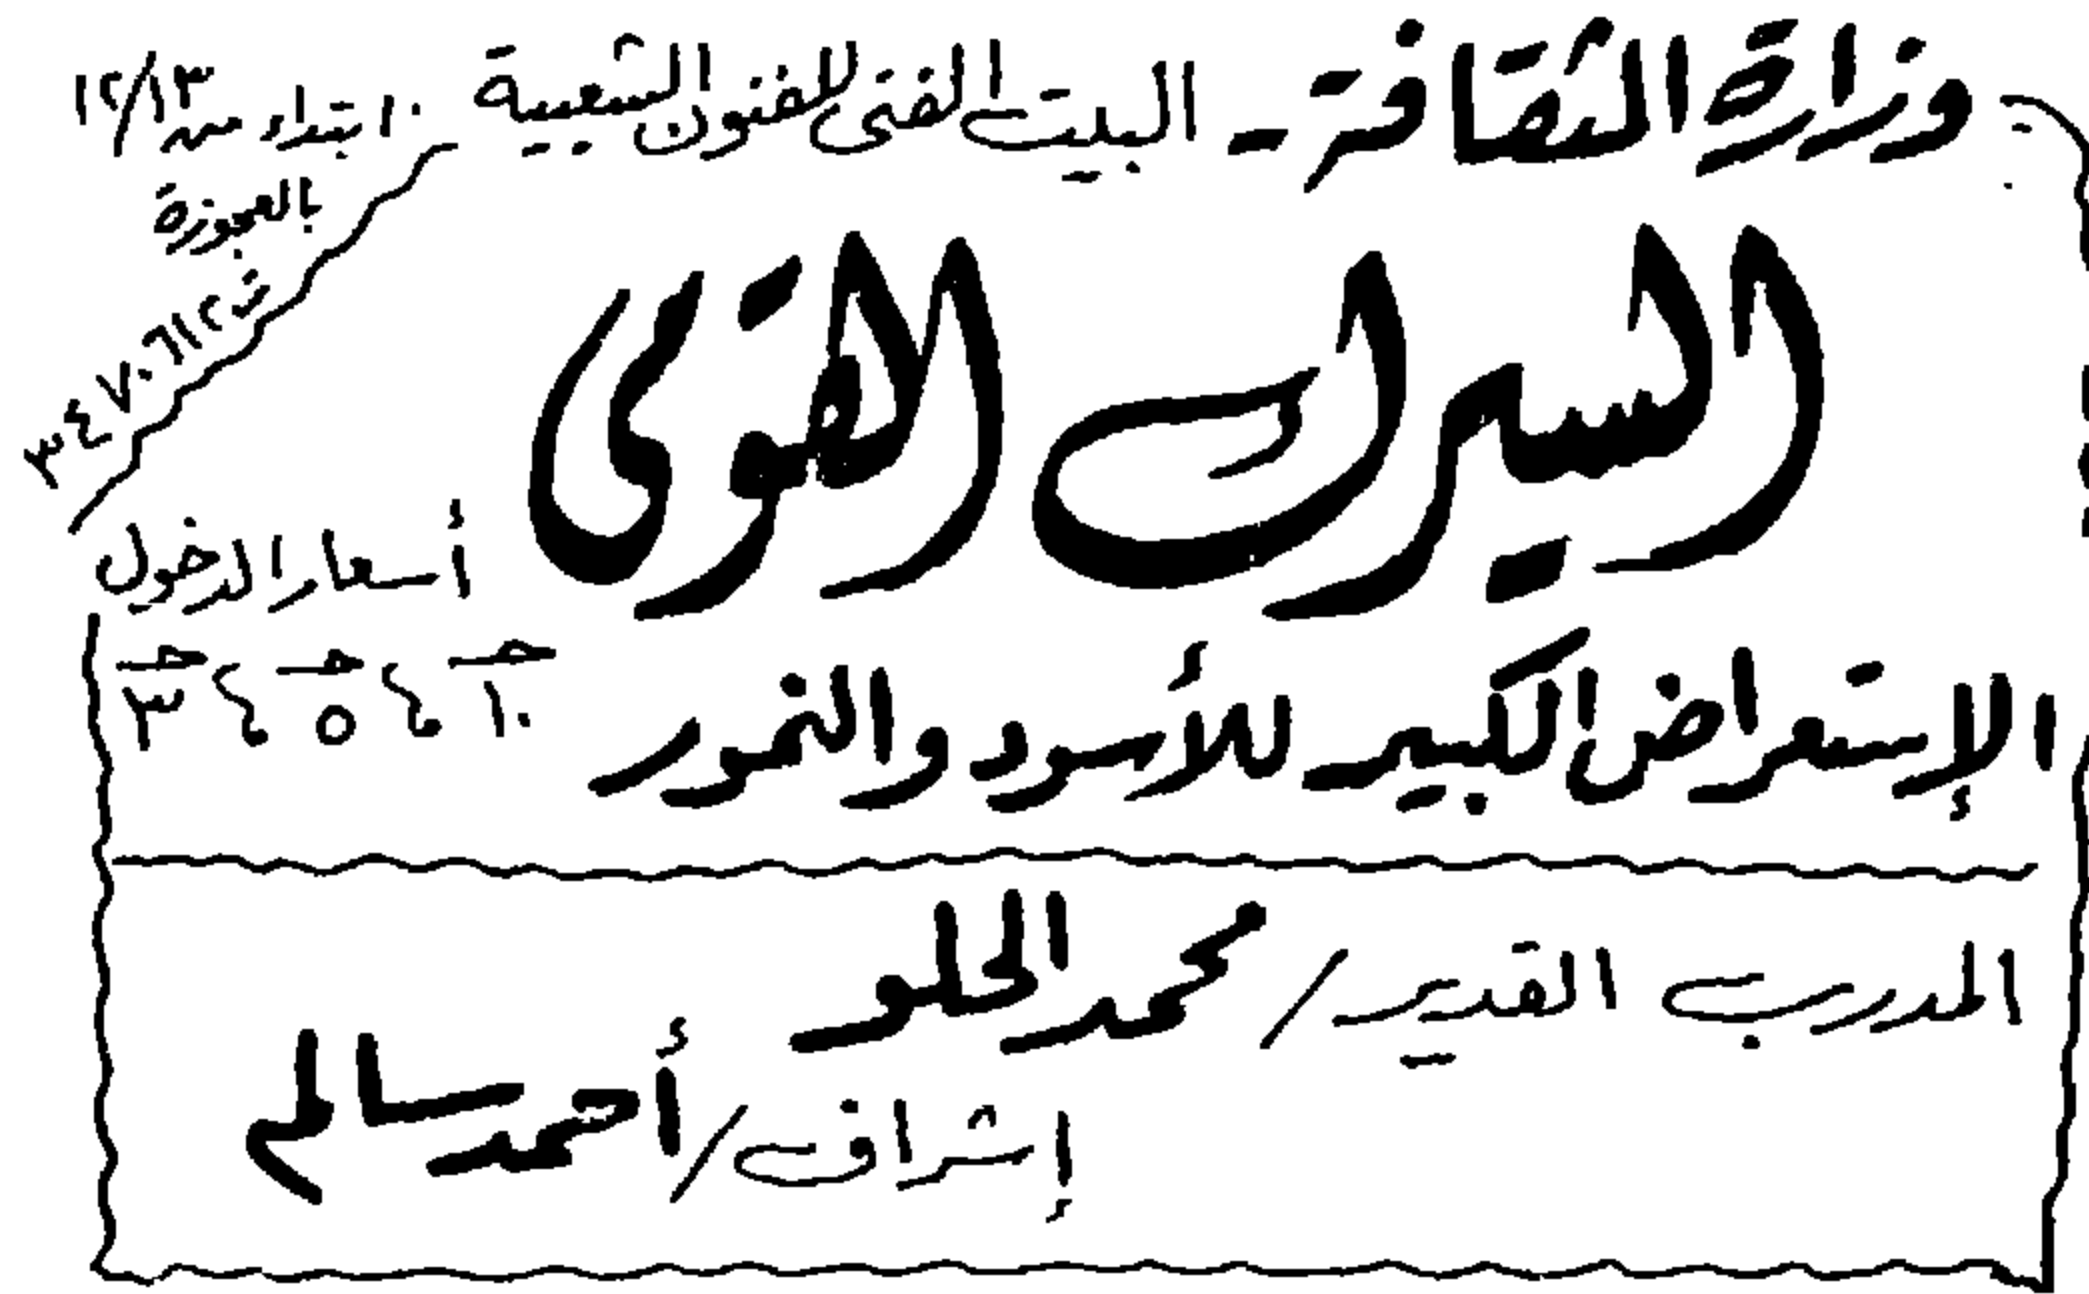 وزارة الثقافة - البيت الفنى للفنون الشعبية
ابتداء من ١٢/١٣
بالعجوزة
ت ٣٤٧٠٦١٢
السيرك القومى
أسعار الدخول
١٠ جـ ، ٥ جـ ، ٣ جـ
الإستعراض الكبير للأسود والنمور
المدرب القدير / محمد الحلو
إشراف / أحمد سالم